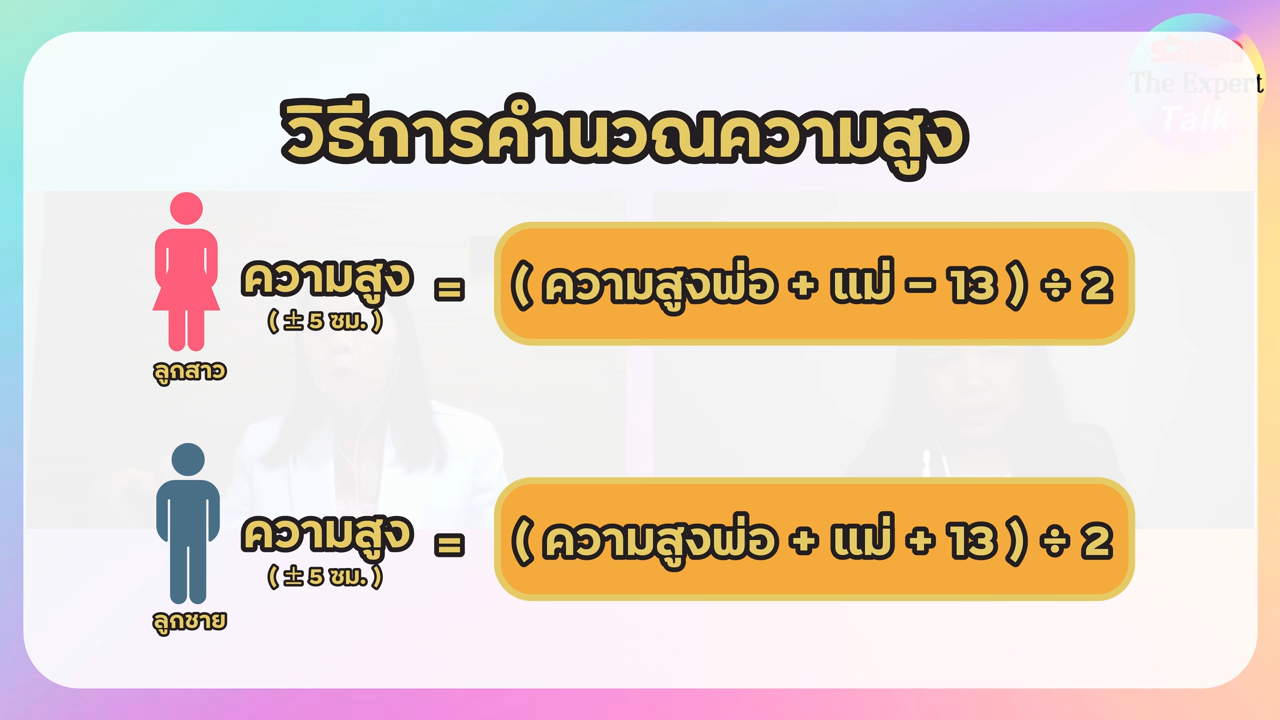 The Expert
Talk
วิธีการคำนวณความสูง
ความสูง = ( ความสูงพ่อ + แม่ − 13 ) ÷ 2
( ± 5 ซม. )
ลูกสาว
ความสูง = ( ความสูงพ่อ + แม่ + 13 ) ÷ 2
( ± 5 ซม. )
ลูกชาย